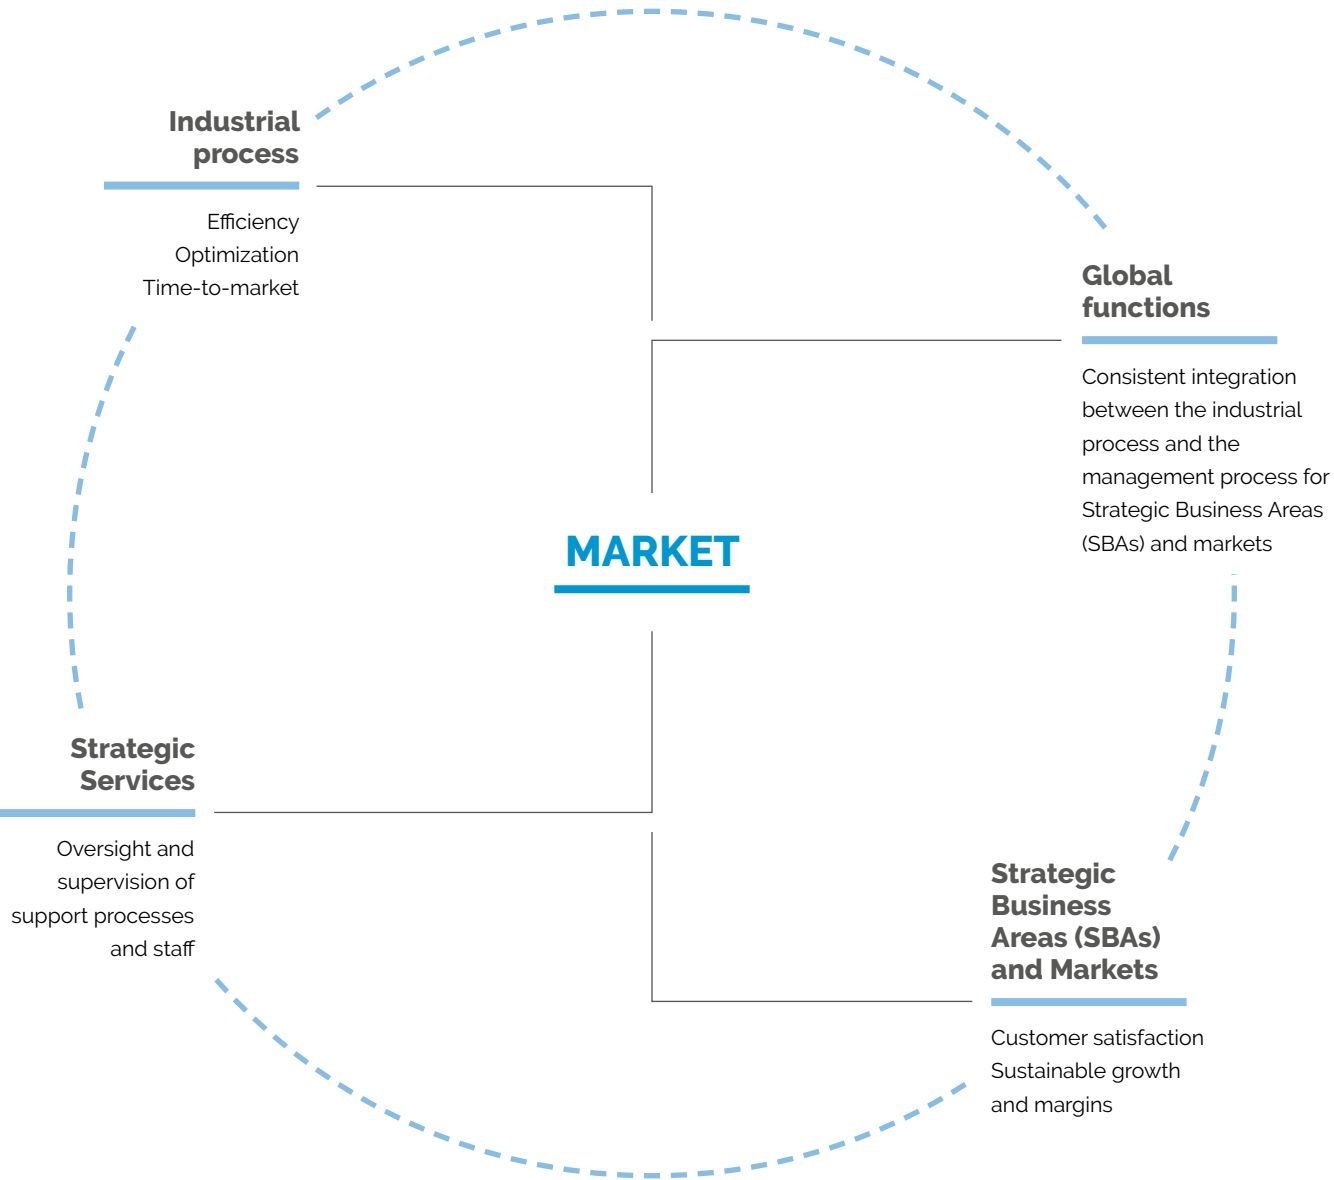 Industrial
process
Efficiency
Optimization
Time-to-market
Global
functions
Consistent integration
between the industrial
process and the
management process for
Strategic Business Areas
(SBAs) and markets
MARKET
Strategic
Services
Oversight and
supervision of
support processes
and staff
Strategic
Business
Areas (SBAs)
and Markets
Customer satisfaction
Sustainable growth
and margins